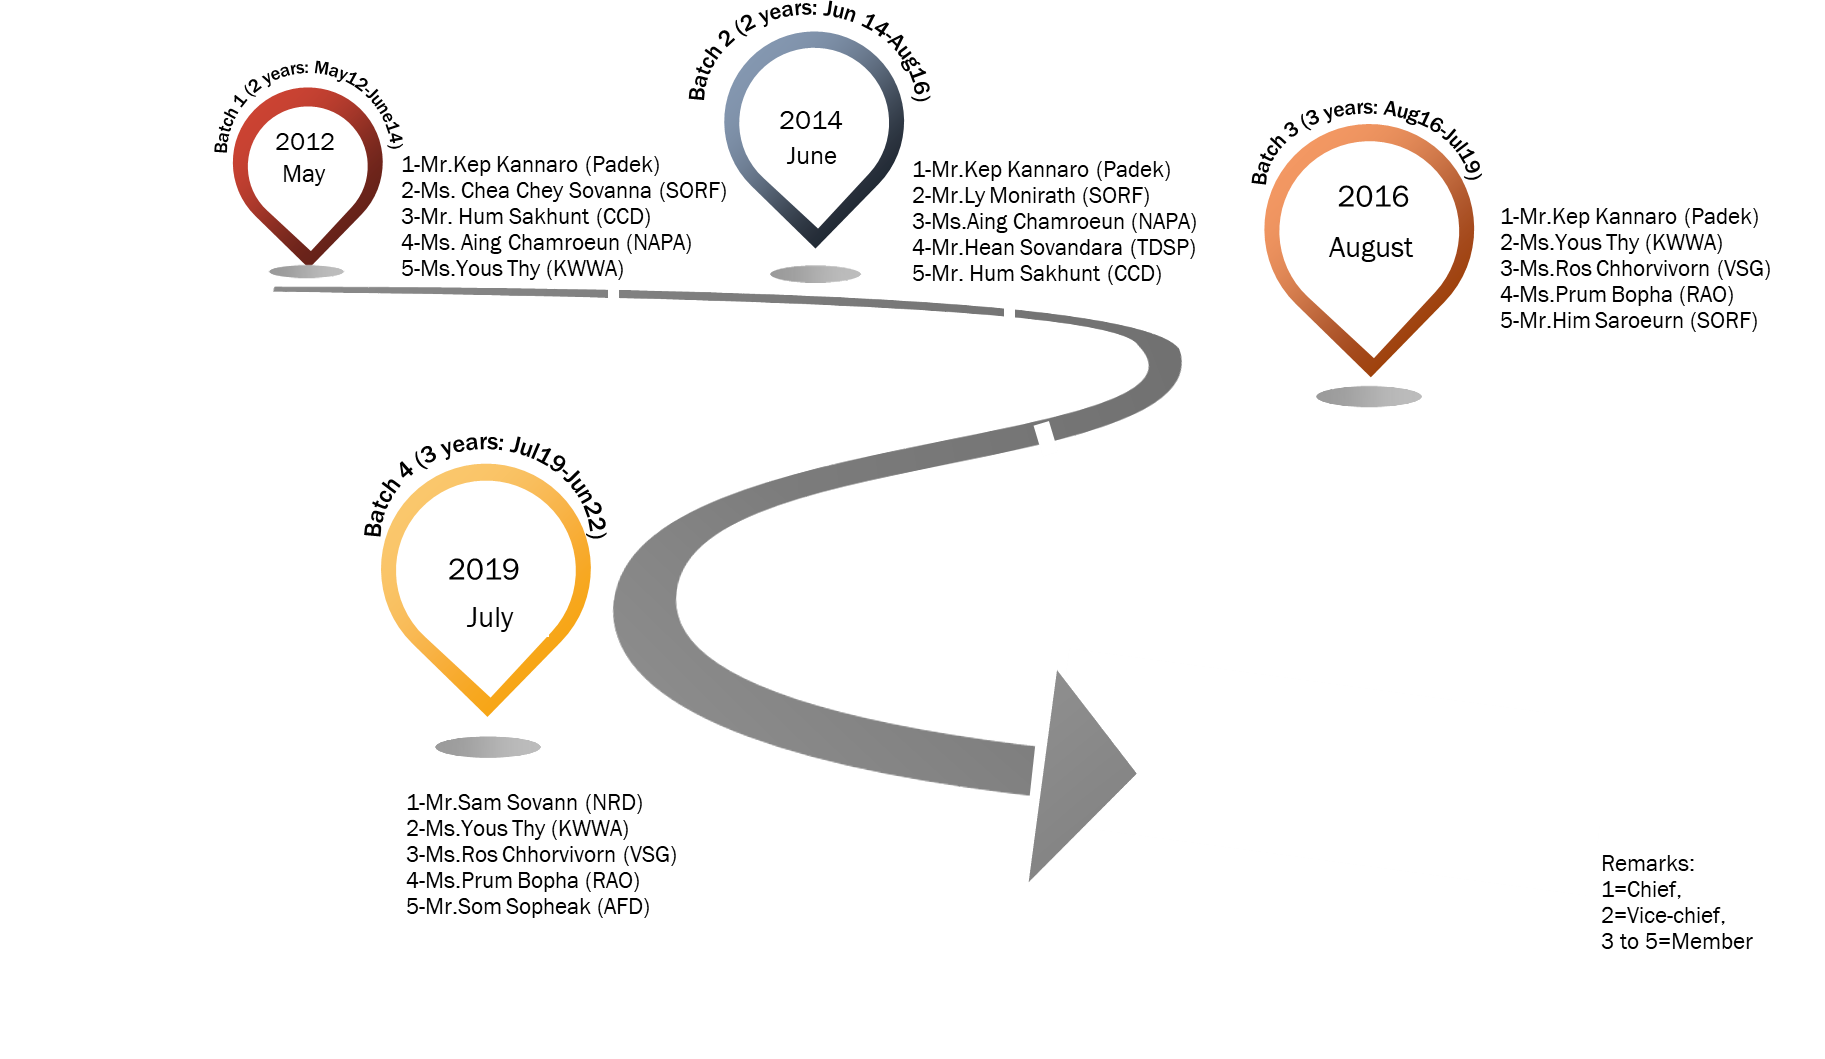 Batch 1 (2 years: May12-June14)
2012
May
1-Mr.Kep Kannaro (Padek)
2-Ms. Chea Chey Sovanna (SORF)
3-Mr. Hum Sakhunt (CCD)
4-Ms. Aing Chamroeun (NAPA)
5-Ms.Yous Thy (KWWA)
Batch 2 (2 years: Jun 14-Aug16)
2014
June
1-Mr.Kep Kannaro (Padek)
2-Mr.Ly Monirath (SORF)
3-Ms.Aing Chamroeun (NAPA)
4-Mr.Hean Sovandara (TDSP)
5-Mr. Hum Sakhunt (CCD)
Batch 3 (3 years: Aug16-Jul19)
2016
August
1-Mr.Kep Kannaro (Padek)
2-Ms.Yous Thy (KWWA)
3-Ms.Ros Chhorvivorn (VSG)
4-Ms.Prum Bopha (RAO)
5-Mr.Him Saroeurn (SORF)
Batch 4 (3 years: Jul19-Jun22)
2019
July
1-Mr.Sam Sovann (NRD)
2-Ms.Yous Thy (KWWA)
3-Ms.Ros Chhorvivorn (VSG)
4-Ms.Prum Bopha (RAO)
5-Mr.Som Sopheak (AFD)
Remarks:
1=Chief,
2=Vice-chief,
3 to 5=Member